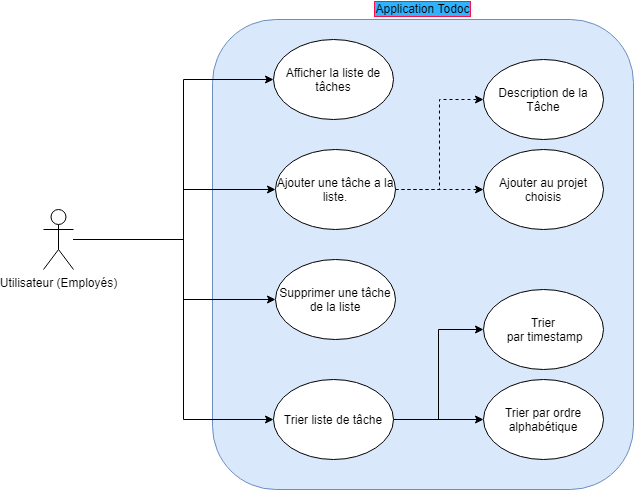 Application Todoc
Afficher la liste de
tâches
Description de la
Tâche
Ajouter une tâche a la
liste.
Ajouter au projet
choisis
Utilisateur (Employés)
Supprimer une tâche
de la liste
Trier
par timestamp
Trier liste de tâche
Trier par ordre
alphabétique